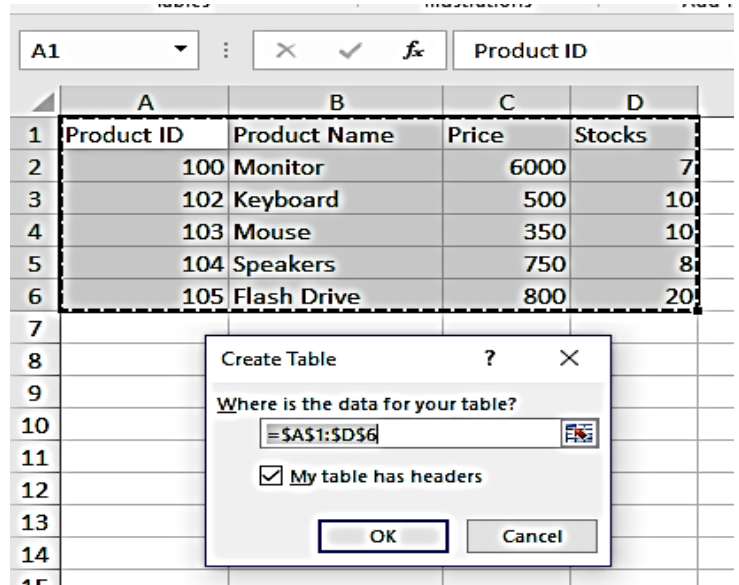 Tables Illustrations
A1 fx Product ID
A B C D
1 Product ID Product Name Price Stocks
2 100 Monitor 6000 7
3 102 Keyboard 500 10
4 103 Mouse 350 10
5 104 Speakers 750 8
6 105 Flash Drive 800 20
7
8 Create Table ?
9 Where is the data for your table?
10 =$A$1:$D$6
11
12 My table has headers
13
14 OK Cancel
15